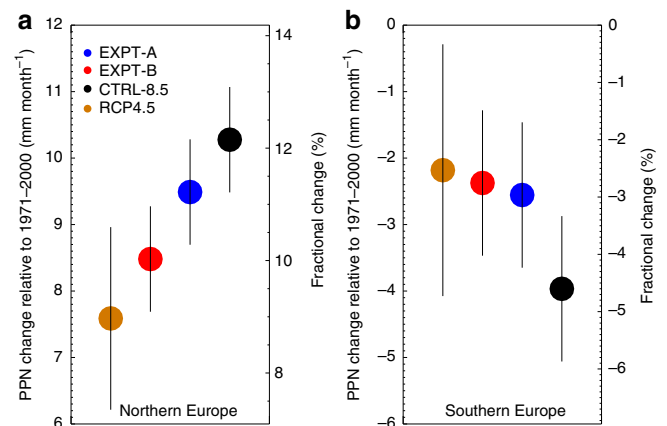 a
PPN change relative to 1971–2000 (mm month⁻¹)
12
11
10
9
8
7
6
EXPT-A
EXPT-B
CTRL-8.5
RCP4.5
Northern Europe
14
12
10
8
Fractional change (%)
b
PPN change relative to 1971–2000 (mm month⁻¹)
−0
−1
−2
−3
−4
−5
−6
Southern Europe
0
−1
−2
−3
−4
−5
−6
Fractional change (%)